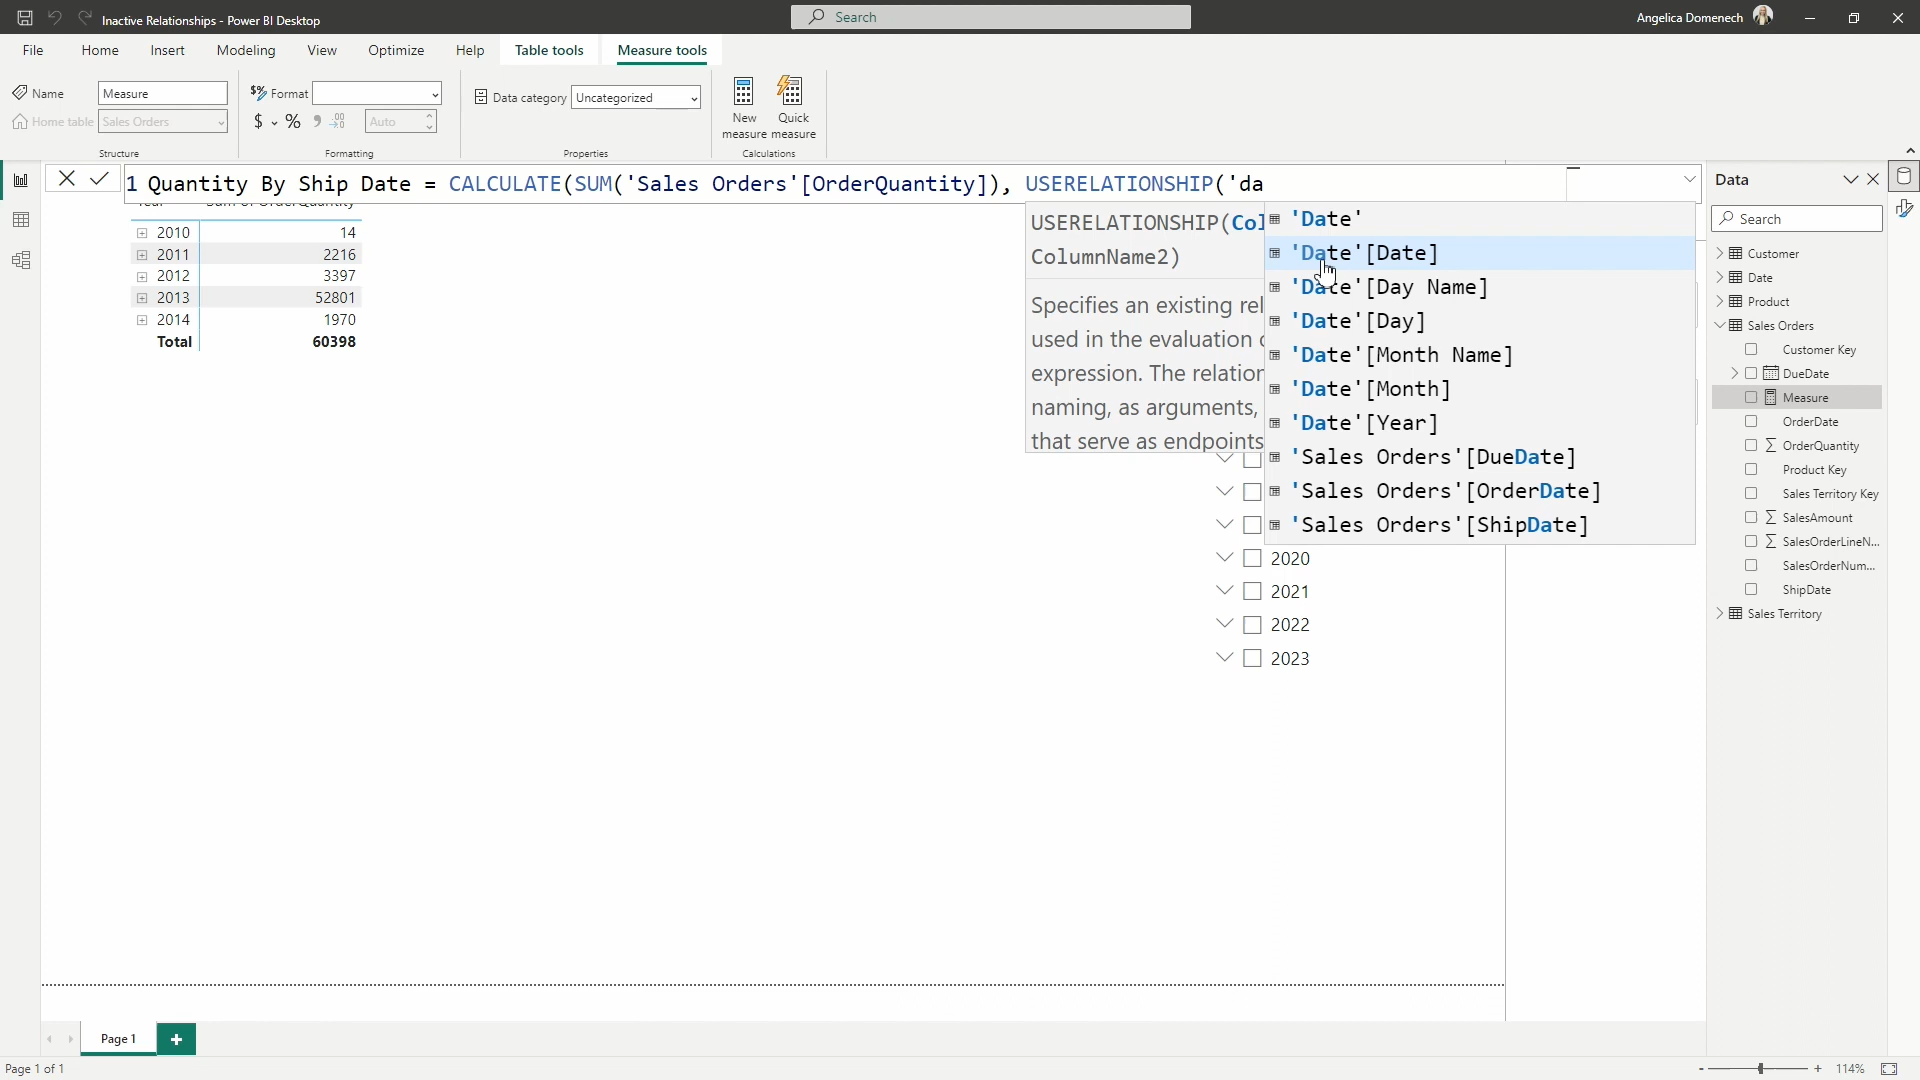 Inactive Relationships - Power BI Desktop
Search
Angelica Domenech
File
Home
Insert
Modeling
View
Optimize
Help
Table tools
Measure tools
Name
Measure
Home table
Sales Orders
Structure
Format
$
%
Auto
Formatting
Data category
Uncategorized
Properties
New measure
Quick measure
Calculations
1 Quantity By Ship Date = CALCULATE(SUM('Sales Orders'[OrderQuantity]), USERELATIONSHIP('da
2010 14
2011 2216
2012 3397
2013 52801
2014 1970
Total 60398
USERELATIONSHIP(Col
ColumnName2)
Specifies an existing rel
used in the evaluation
expression. The relation
naming, as arguments,
that serve as endpoints
'Date'
'Date'[Date]
'Date'[Day Name]
'Date'[Day]
'Date'[Month Name]
'Date'[Month]
'Date'[Year]
'Sales Orders'[DueDate]
'Sales Orders'[OrderDate]
'Sales Orders'[ShipDate]
2020
2021
2022
2023
Data
Search
Customer
Date
Product
Sales Orders
Customer Key
DueDate
Measure
OrderDate
OrderQuantity
Product Key
Sales Territory Key
SalesAmount
SalesOrderLineN...
SalesOrderNum...
ShipDate
Sales Territory
Page 1
Page 1 of 1
114%